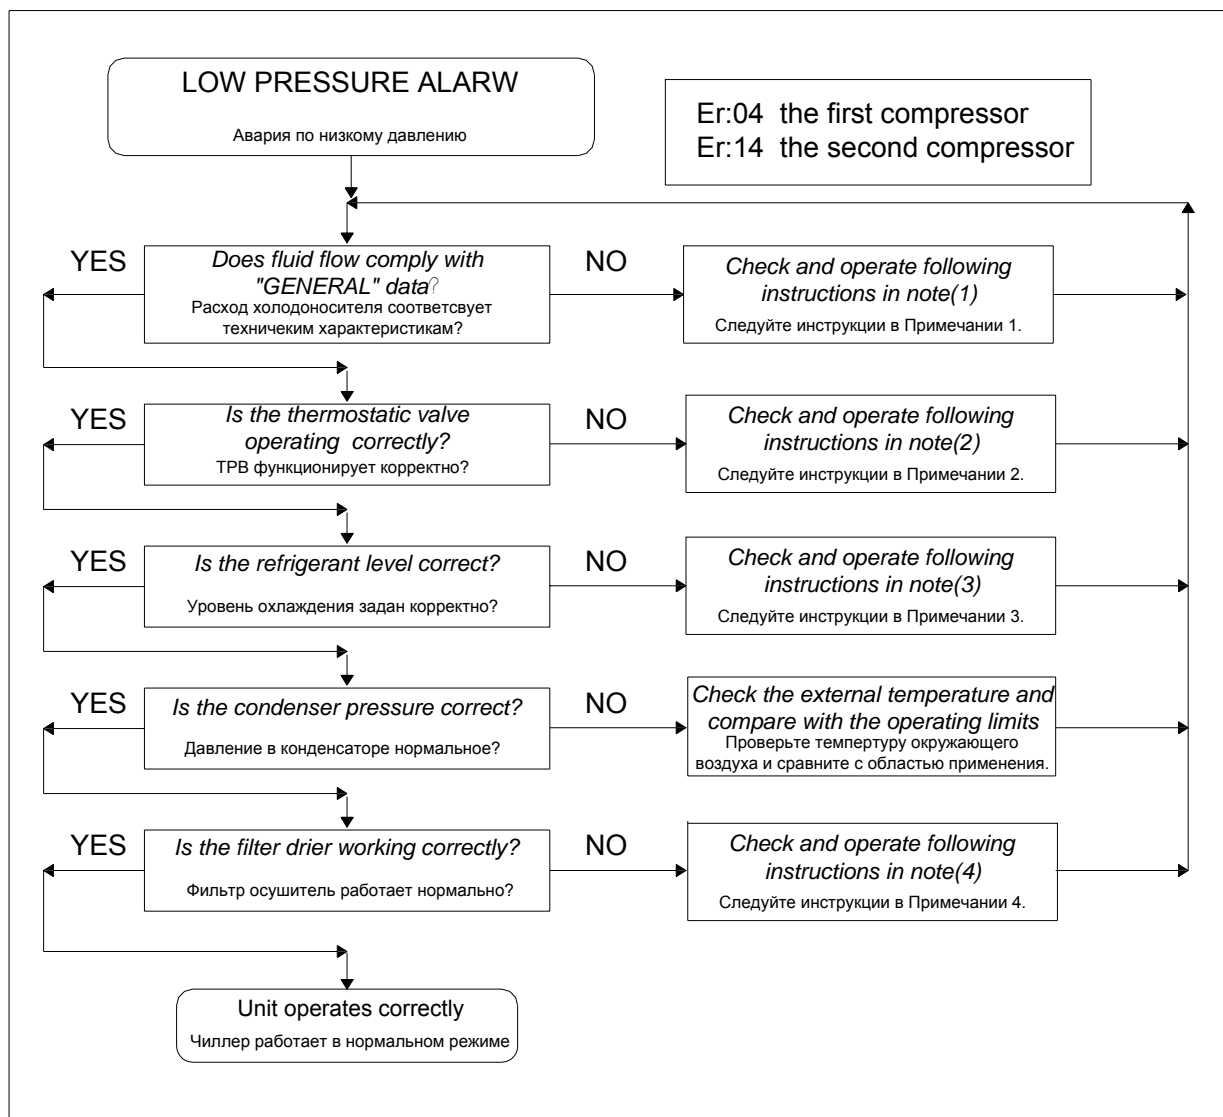 LOW PRESSURE ALARW
Авария по низкому давлению
Er:04 the first compressor
Er:14 the second compressor
YES
Does fluid flow comply with
"GENERAL" data?
Расход холодоносителя соответсвует
техничеким характеристикам?
NO
Check and operate following
instructions in note(1)
Следуйте инструкции в Примечании 1.
YES
Is the thermostatic valve
operating correctly?
ТРВ функционирует корректно?
NO
Check and operate following
instructions in note(2)
Следуйте инструкции в Примечании 2.
YES
Is the refrigerant level correct?
Уровень охлаждения задан корректно?
NO
Check and operate following
instructions in note(3)
Следуйте инструкции в Примечании 3.
YES
Is the condenser pressure correct?
Давление в конденсаторе нормальное?
NO
Check the external temperature and
compare with the operating limits
Проверьте темпертуру окружающего
воздуха и сравните с областью применения.
YES
Is the filter drier working correctly?
Фильтр осушитель работает нормально?
NO
Check and operate following
instructions in note(4)
Следуйте инструкции в Примечании 4.
Unit operates correctly
Чиллер работает в нормальном режиме